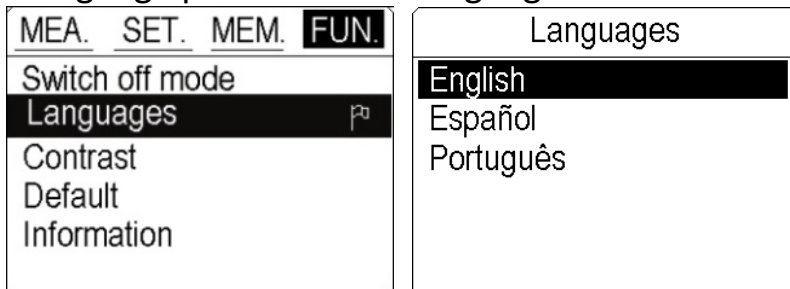 MEA. SET. MEM. FUN.
Switch off mode
Languages
Contrast
Default
Information
Languages
English
Español
Português